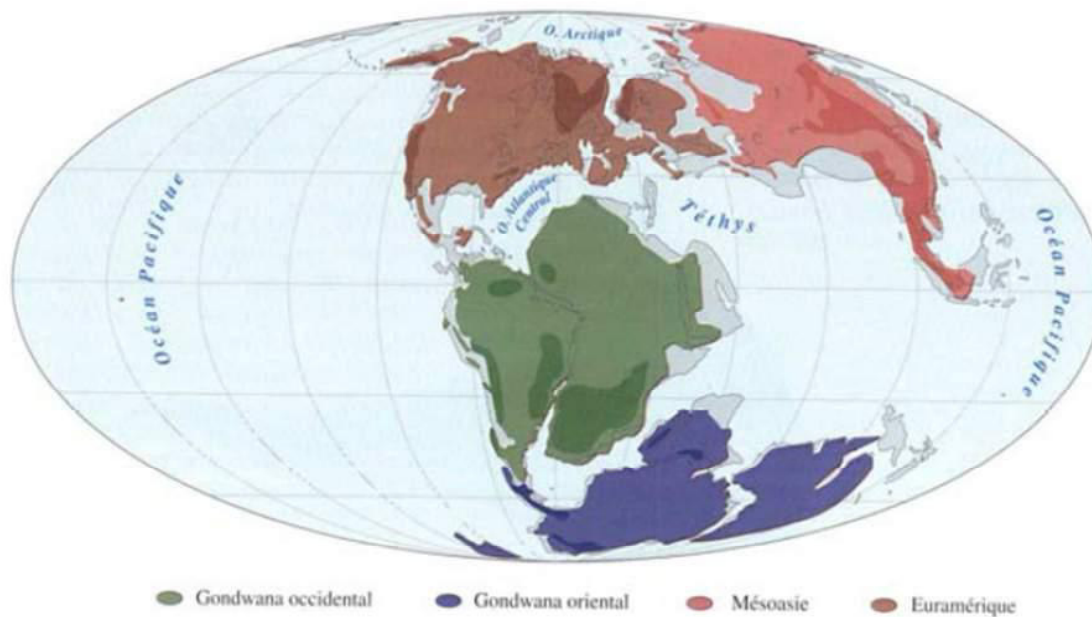 O. Arctique
Océan Pacifique
O. Atlantique
Central
Téthys
Océan Pacifique
Gondwana occidental
Gondwana oriental
Mésoasie
Euramérique